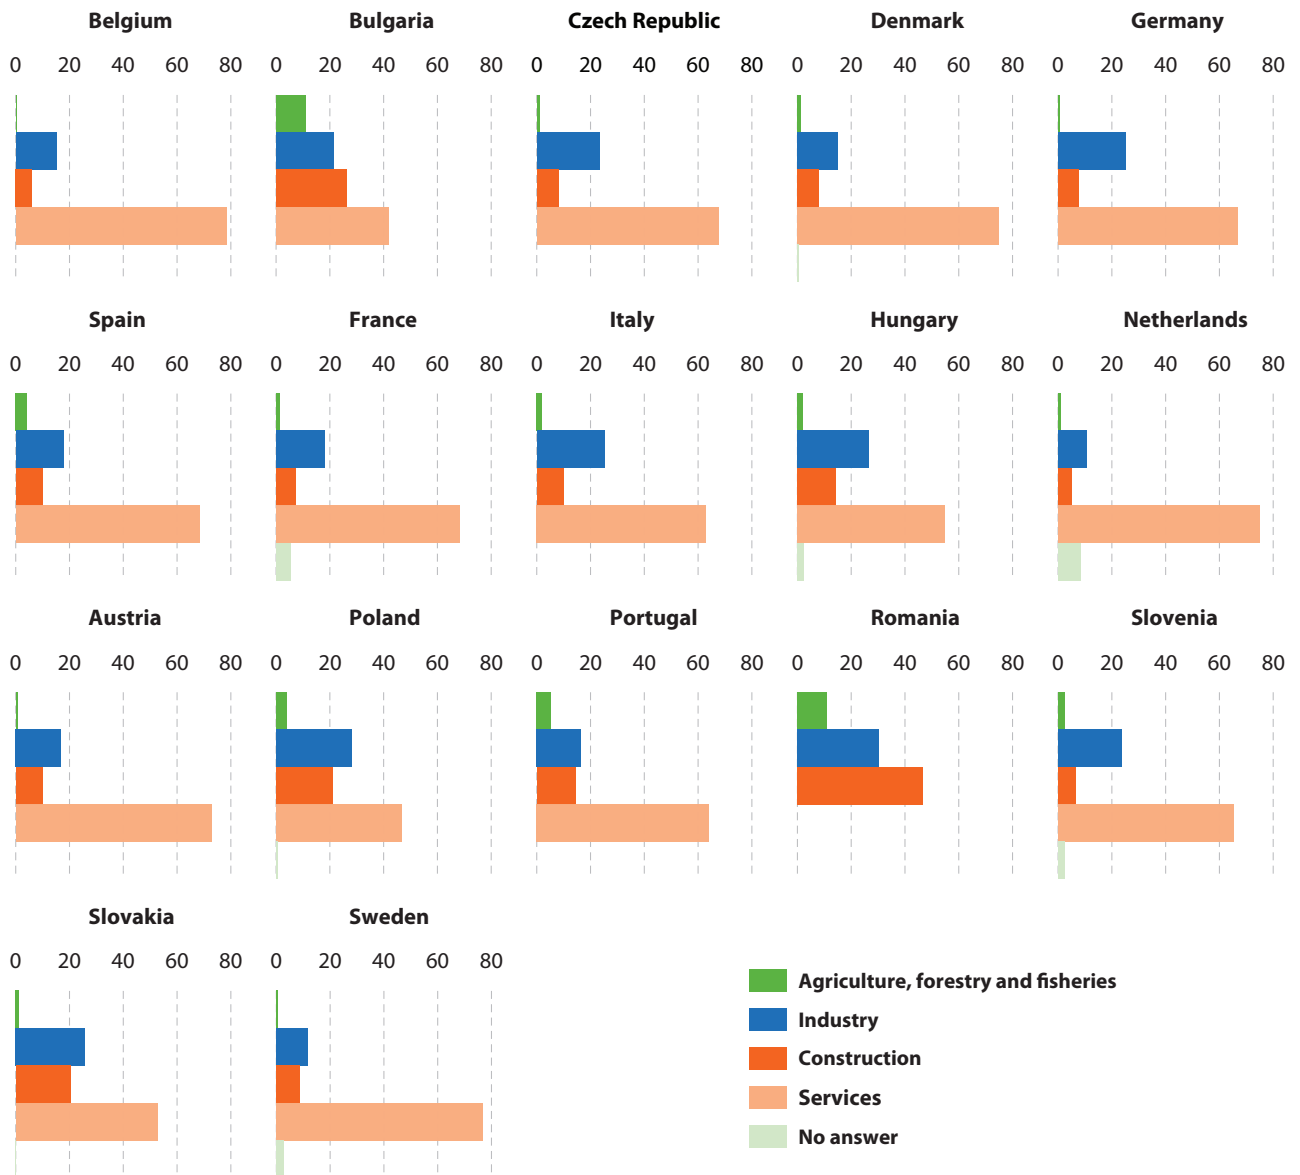 Belgium Bulgaria Czech Republic Denmark Germany
0 20 40 60 80 0 20 40 60 80 0 20 40 60 80 0 20 40 60 80 0 20 40 60 80
Spain France Italy Hungary Netherlands
0 20 40 60 80 0 20 40 60 80 0 20 40 60 80 0 20 40 60 80 0 20 40 60 80
Austria Poland Portugal Romania Slovenia
0 20 40 60 80 0 20 40 60 80 0 20 40 60 80 0 20 40 60 80 0 20 40 60 80
Slovakia Sweden
0 20 40 60 80 0 20 40 60 80
Agriculture, forestry and fisheries
Industry
Construction
Services
No answer